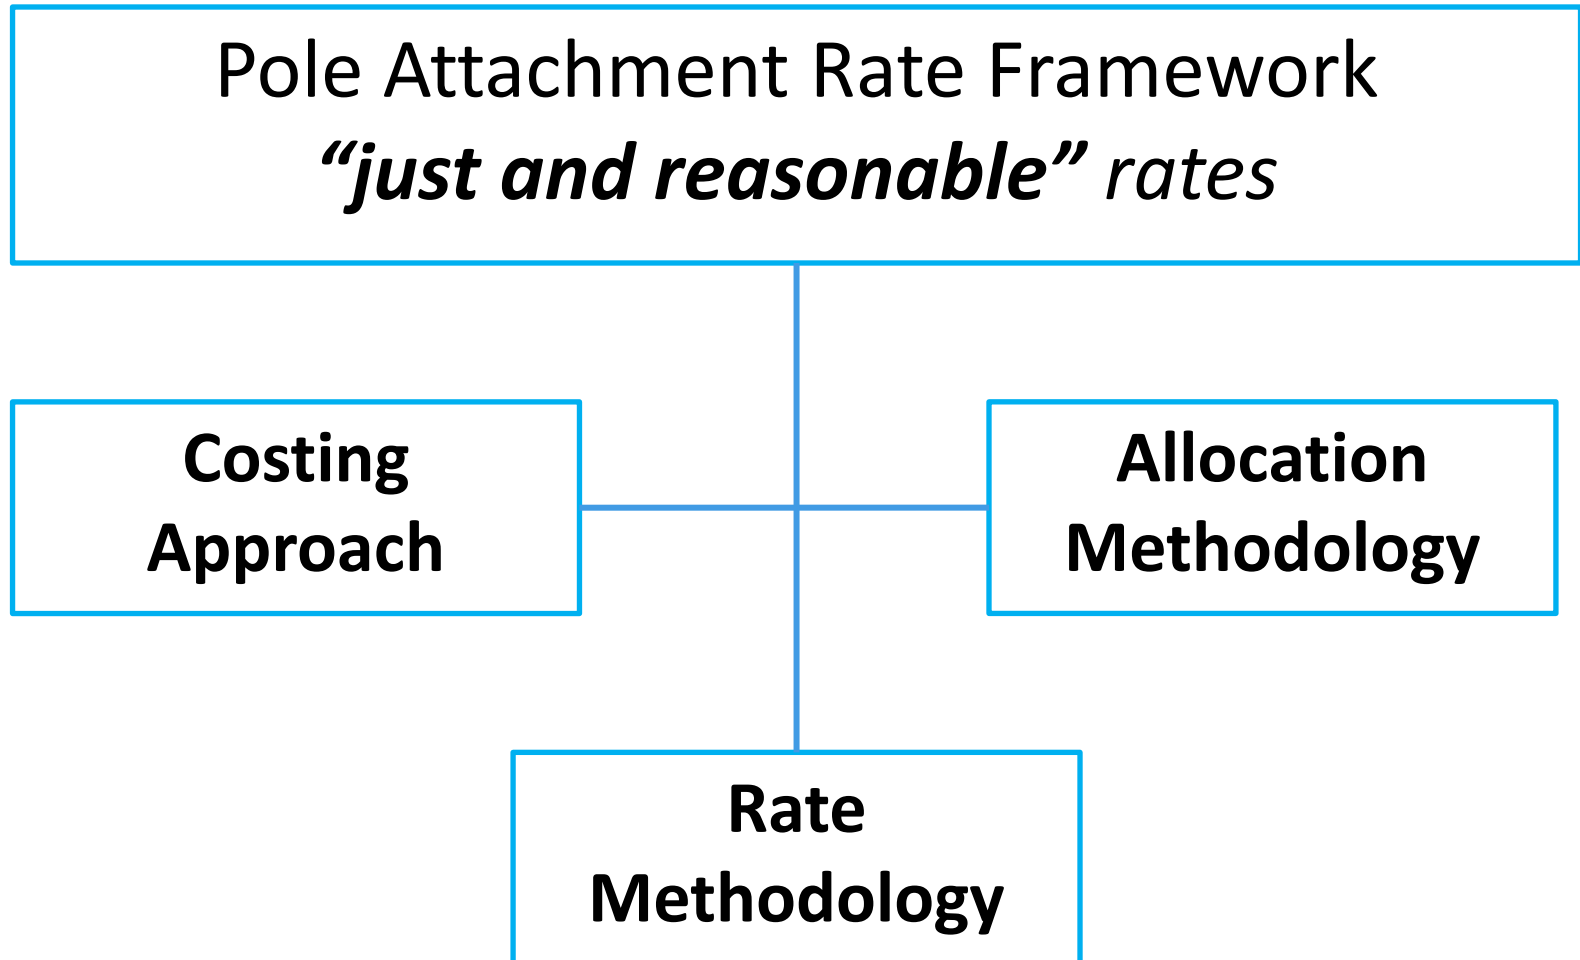 Pole Attachment Rate Framework
“just and reasonable” rates
Costing
Approach
Allocation
Methodology
Rate
Methodology